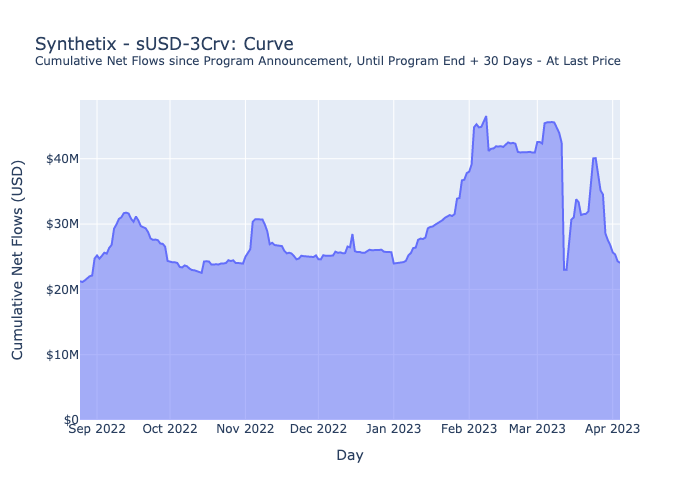 Synthetix - sUSD-3Crv: Curve
Cumulative Net Flows since Program Announcement, Until Program End + 30 Days - At Last Price
Cumulative Net Flows (USD)
$40M
$30M
$20M
$10M
$0
Sep 2022 Oct 2022 Nov 2022 Dec 2022 Jan 2023 Feb 2023 Mar 2023 Apr 2023
Day